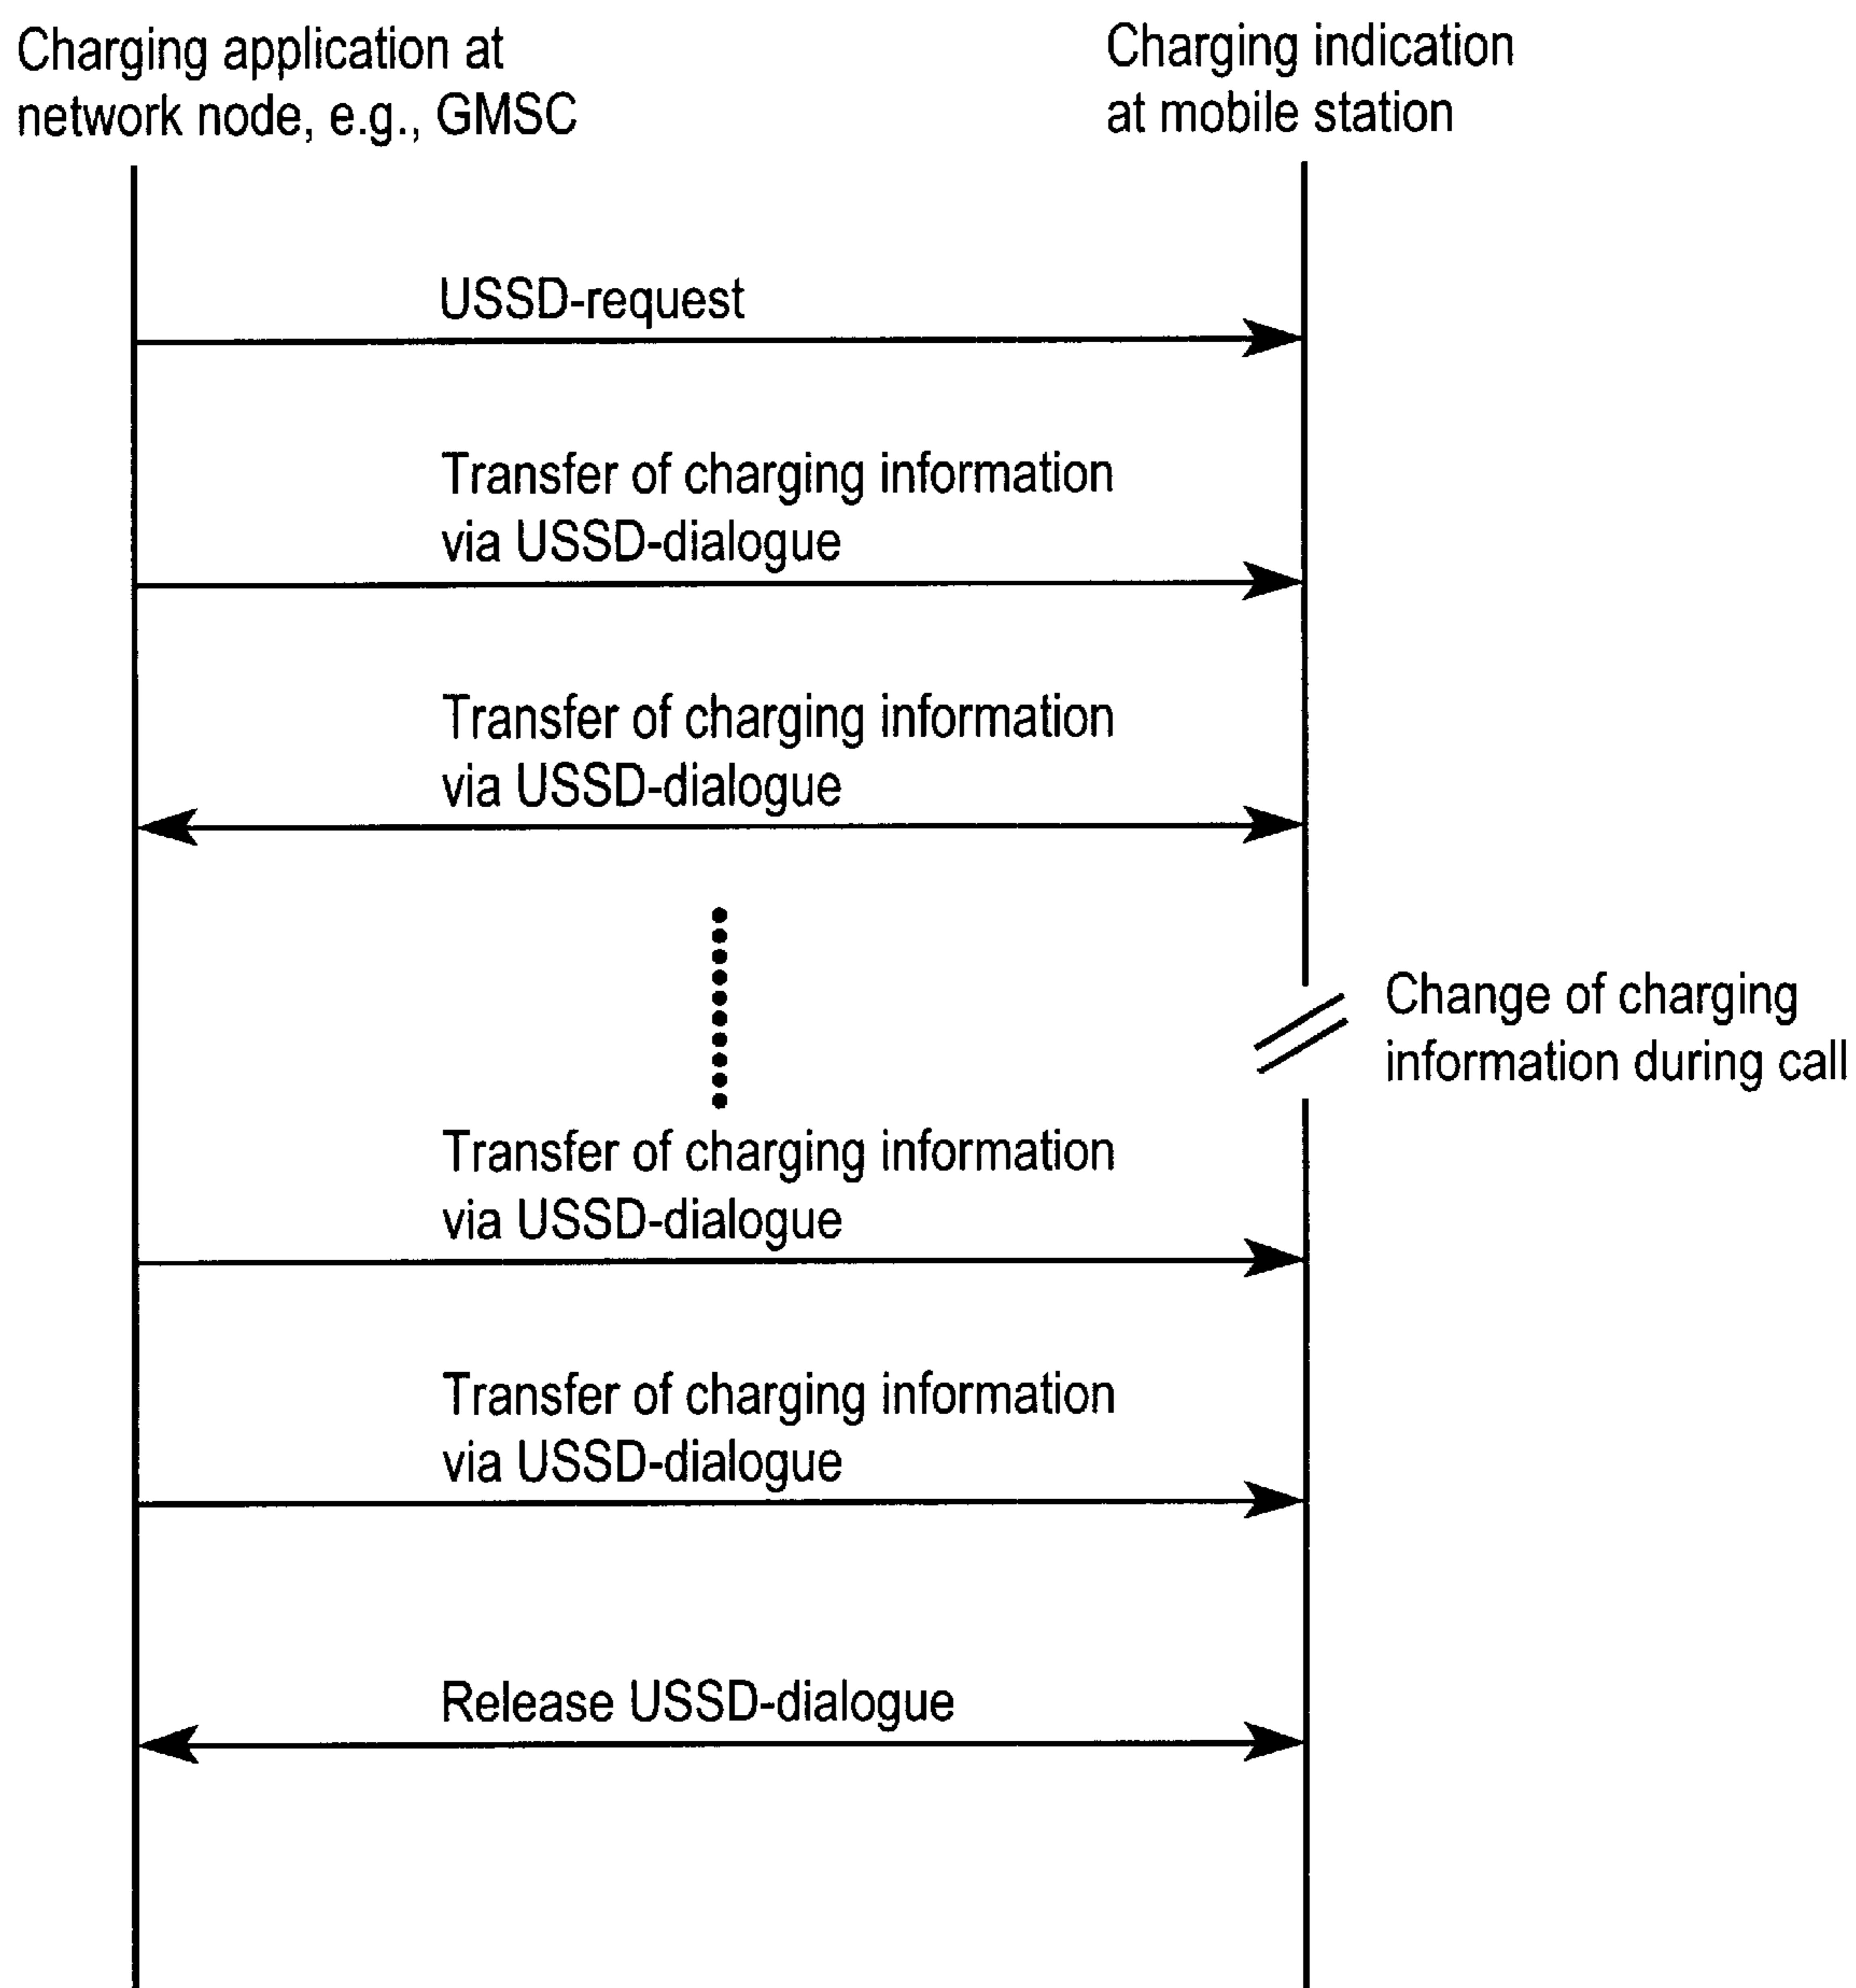 Charging application at
network node, e.g., GMSC
Charging indication
at mobile station
USSD-request
Transfer of charging information
via USSD-dialogue
Transfer of charging information
via USSD-dialogue
Change of charging
information during call
Transfer of charging information
via USSD-dialogue
Transfer of charging information
via USSD-dialogue
Release USSD-dialogue